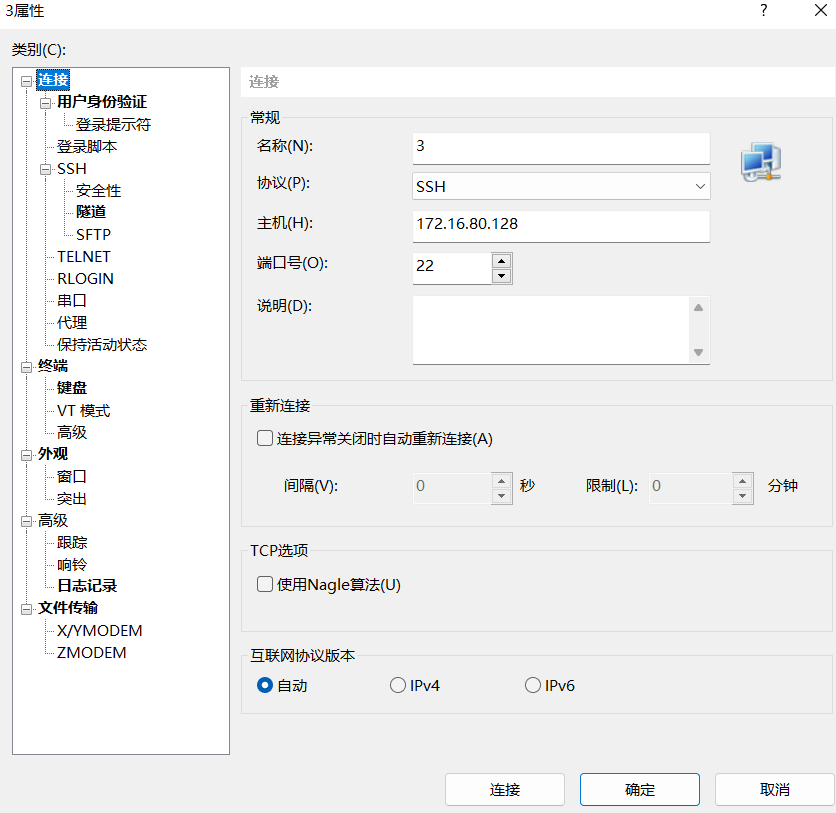 3属性
?
类别(C):
连接
用户身份验证
登录提示符
登录脚本
SSH
安全性
隧道
SFTP
TELNET
RLOGIN
串口
代理
保持活动状态
终端
键盘
VT 模式
高级
外观
窗口
突出
高级
跟踪
响铃
日志记录
文件传输
X/YMODEM
ZMODEM
连接
常规
名称(N): 3
协议(P): SSH
主机(H): 172.16.80.128
端口号(O): 22
说明(D):
重新连接
连接异常关闭时自动重新连接(A)
间隔(V): 0 秒 限制(L): 0 分钟
TCP选项
使用Nagle算法(U)
互联网协议版本
自动 IPv4 IPv6
连接 确定 取消